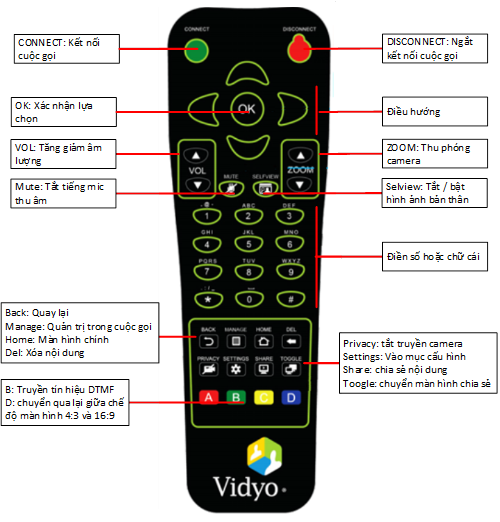 CONNECT
DISCONNECT
CONNECT: Kết nối
cuộc gọi
DISCONNECT: Ngắt
kết nối cuộc gọi
OK: Xác nhận lựa
chọn
OK
Điều hướng
VOL: Tăng giảm âm
lượng
VOL
ZOOM
ZOOM: Thu phóng
camera
Mute: Tắt tiếng mic
thu âm
MUTE
SELFVIEW
Selview: Tắt / bật
hình ảnh bản thân
ABC
DEF
1
2
3
GHI
JKL
MNO
4
5
6
PQRS
TUV
WXYZ
7
8
9
*
0
#
Điền số hoặc chữ cái
Back: Quay lại
Manage: Quản trị trong cuộc gọi
Home: Màn hình chính
Del: Xóa nội dung
BACK
MANAGE
HOME
DEL
PRIVACY
SETTINGS
SHARE
TOGGLE
Privacy: tắt truyền camera
Settings: Vào mục cấu hình
Share: chia sẻ nội dung
Toogle: chuyển màn hình chia sẻ
B: Truyền tín hiệu DTMF
D: chuyển qua lại giữa chế
độ màn hình 4:3 và 16:9
A
B
C
D
Vidyo